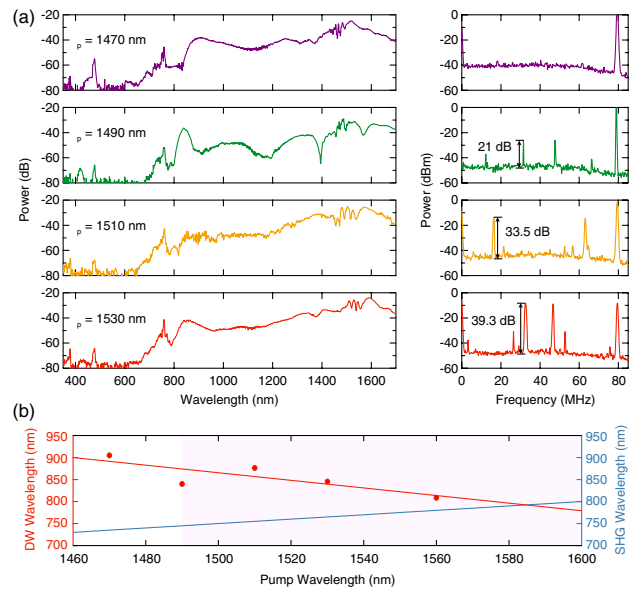 (a)
-20
-40
-60
-80
p = 1470 nm
0
-20
-40
-60
-20
-40
-60
-80
p = 1490 nm
0
-20
-40
-60
21 dB
-20
-40
-60
-80
p = 1510 nm
0
-20
-40
-60
33.5 dB
-20
-40
-60
-80
p = 1530 nm
0
-20
-40
-60
39.3 dB
Power (dB)
Power (dBm)
400 600 800 1000 1200 1400 1600
0 20 40 60 80
Wavelength (nm)
Frequency (MHz)
(b)
DW Wavelength (nm)
950
900
850
800
750
700
950
900
850
800
750
700
SHG Wavelength (nm)
1460 1480 1500 1520 1540 1560 1580 1600
Pump Wavelength (nm)